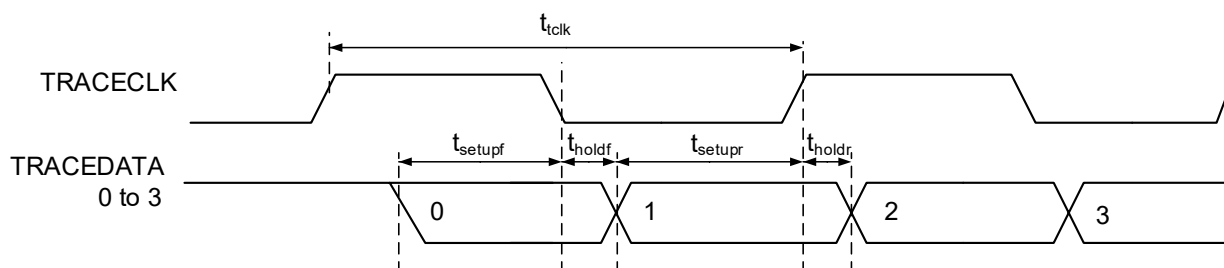 t_tclk
TRACECLK
t_setupf t_holdf t_setupr t_holdr
TRACEDATA
0 to 3
0 1 2 3